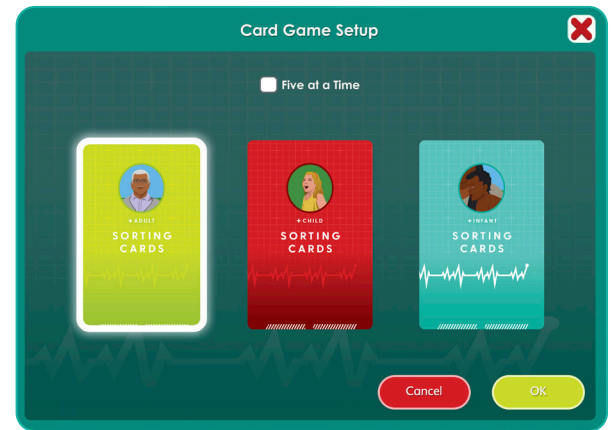 Card Game Setup
Five at a Time
+ADULT
SORTING
CARDS
+CHILD
SORTING
CARDS
+INFANT
SORTING
CARDS
Cancel
OK